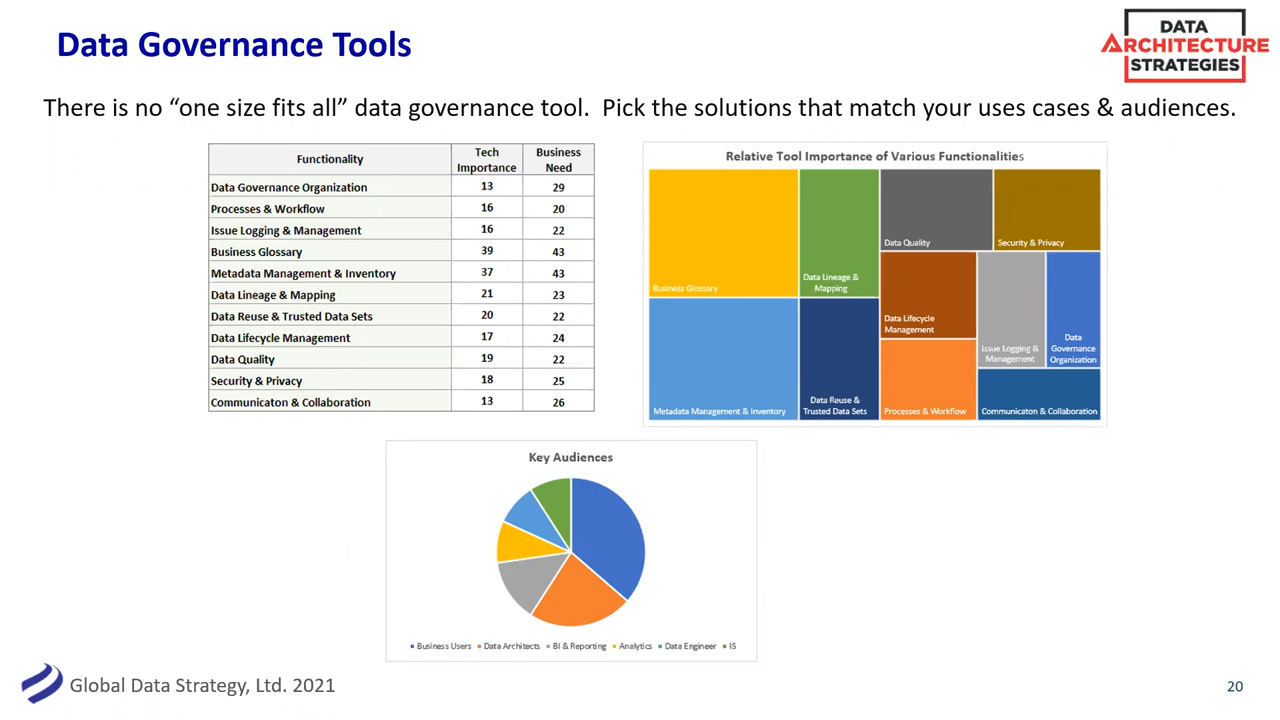 Data Governance Tools
DATA
ARCHITECTURE
STRATEGIES
There is no “one size fits all” data governance tool. Pick the solutions that match your uses cases & audiences.
Functionality Tech Importance Business Need
Data Governance Organization 13 29
Processes & Workflow 16 20
Issue Logging & Management 16 22
Business Glossary 39 43
Metadata Management & Inventory 37 43
Data Lineage & Mapping 21 23
Data Reuse & Trusted Data Sets 20 22
Data Lifecycle Management 17 24
Data Quality 19 22
Security & Privacy 18 25
Communicaton & Collaboration 13 26
Relative Tool Importance of Various Functionalities
Business Glossary
Data Lineage &
Mapping
Data Quality
Security & Privacy
Data Lifecycle
Management
Issue Logging &
Management
Data
Governance
Organization
Metadata Management & Inventory
Data Reuse &
Trusted Data Sets
Processes & Workflow
Communicaton & Collaboration
Key Audiences
Business Users Data Architects BI & Reporting Analytics Data Engineer IS
Global Data Strategy, Ltd. 2021
20